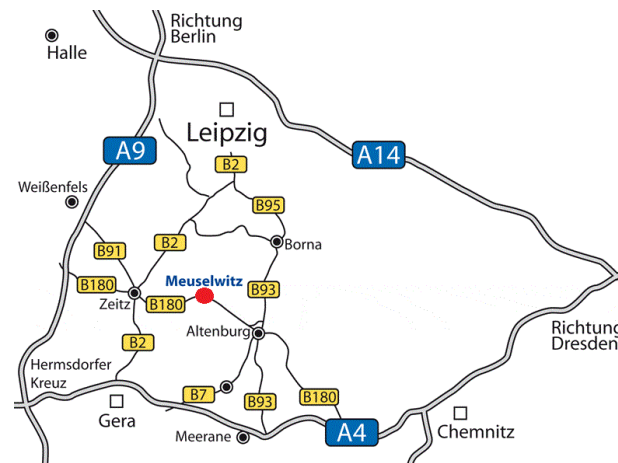 Richtung
Berlin
Halle
Leipzig
A9
A14
B2
Weißenfels
B95
B91
B2
Borna
B180
Meuselwitz
B93
Zeitz
B180
Altenburg
Richtung
Dresden
B2
Hermsdorfer
Kreuz
B7
B180
B93
Gera
A4
Chemnitz
Meerane